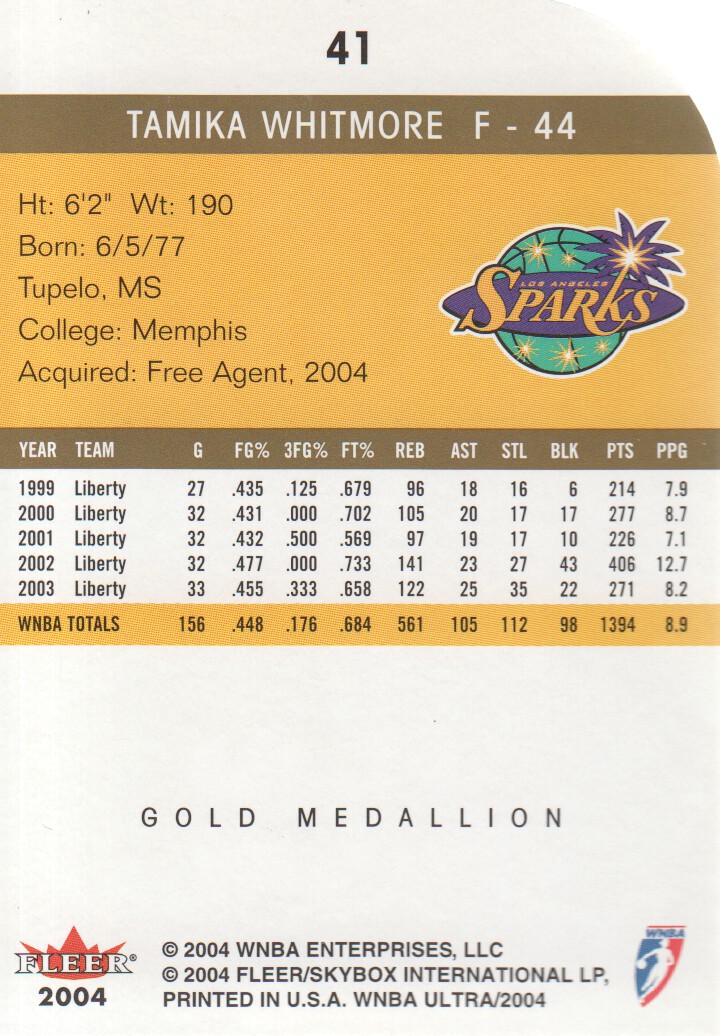 41
TAMIKA WHITMORE F - 44
Ht: 6'2" Wt: 190
Born: 6/5/77
Tupelo, MS
College: Memphis
Acquired: Free Agent, 2004
LOS ANGELES
SPARKS
YEAR TEAM G FG% 3FG% FT% REB AST STL BLK PTS PPG
1999 Liberty 27 .435 .125 .679 96 18 16 6 214 7.9
2000 Liberty 32 .431 .000 .702 105 20 17 17 277 8.7
2001 Liberty 32 .432 .500 .569 97 19 17 10 226 7.1
2002 Liberty 32 .477 .000 .733 141 23 27 43 406 12.7
2003 Liberty 33 .455 .333 .658 122 25 35 22 271 8.2
WNBA TOTALS 156 .448 .176 .684 561 105 112 98 1394 8.9
GOLD MEDALLION
FLEER®
2004
© 2004 WNBA ENTERPRISES, LLC
© 2004 FLEER/SKYBOX INTERNATIONAL LP,
PRINTED IN U.S.A. WNBA ULTRA/2004
WNBA